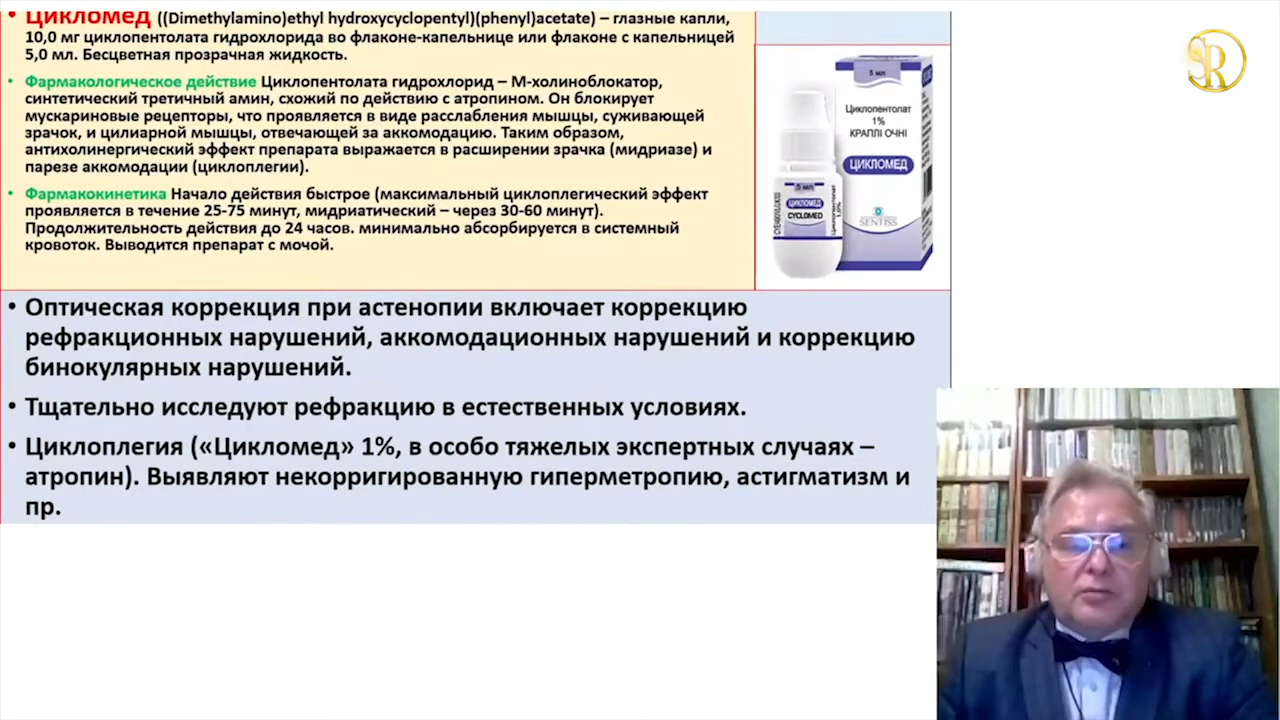 • Цикломед ((Dimethylamino)ethyl hydroxycyclopentyl)(phenyl)acetate) – глазные капли,
10,0 мг циклопентолата гидрохлорида во флаконе-капельнице или флаконе с капельницей
5,0 мл. Бесцветная прозрачная жидкость.
• Фармакологическое действие Циклопентолата гидрохлорид – М-холиноблокатор,
синтетический третичный амин, схожий по действию с атропином. Он блокирует
мускариновые рецепторы, что проявляется в виде расслабления мышцы, суживающей
зрачок, и цилиарной мышцы, отвечающей за аккомодацию. Таким образом,
антихолинергический эффект препарата выражается в расширении зрачка (мидриазе) и
парезе аккомодации (циклоплегии).
• Фармакокинетика Начало действия быстрое (максимальный циклоплегический эффект
проявляется в течение 25-75 минут, мидриатический – через 30-60 минут).
Продолжительность действия до 24 часов. минимально абсорбируется в системный
кровоток. Выводится препарат с мочой.
5 мл
Циклопентолат
1%
КРАПЛІ ОЧНІ
ЦИКЛОМЕД
SENTISS
5 мл
ЦИКЛОМЕД
CYCLOMED
SR
• Оптическая коррекция при астенопии включает коррекцию
рефракционных нарушений, аккомодационных нарушений и коррекцию
бинокулярных нарушений.
• Тщательно исследуют рефракцию в естественных условиях.
• Циклоплегия («Цикломед» 1%, в особо тяжелых экспертных случаях –
атропин). Выявляют некорригированную гиперметропию, астигматизм и
пр.